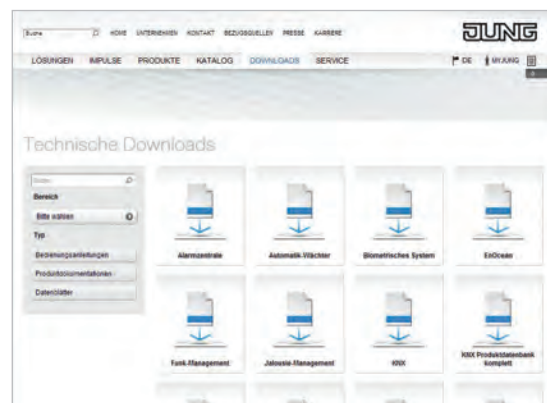 Suche HOME UNTERNEHMEN KONTAKT BEZUGSQUELLEN PRESSE KARRIERE
JUNG
LÖSUNGEN IMPULSE PRODUKTE KATALOG DOWNLOADS SERVICE DE MYJUNG
Technische Downloads
Bereich
Bitte wählen
Typ
Bedienungsanleitungen
Produktdokumentationen
Datenblätter
Alarmzentrale Automatik-Wächter Biometrisches System EnOcean
Funk-Management Jalousie-Management KNX KNX Produktdatenbank
komplett